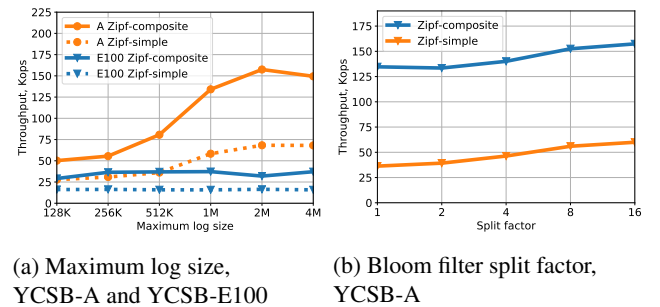 225
200
175
150
125
100
75
50
25
0
Throughput, Kops
A Zipf-composite
A Zipf-simple
E100 Zipf-composite
E100 Zipf-simple
128K 256K 512K 1M 2M 4M
Maximum log size
175
150
125
100
75
50
25
0
Throughput, Kops
Zipf-composite
Zipf-simple
1 2 4 8 16
Split factor
(a) Maximum log size,
YCSB-A and YCSB-E100
(b) Bloom filter split factor,
YCSB-A